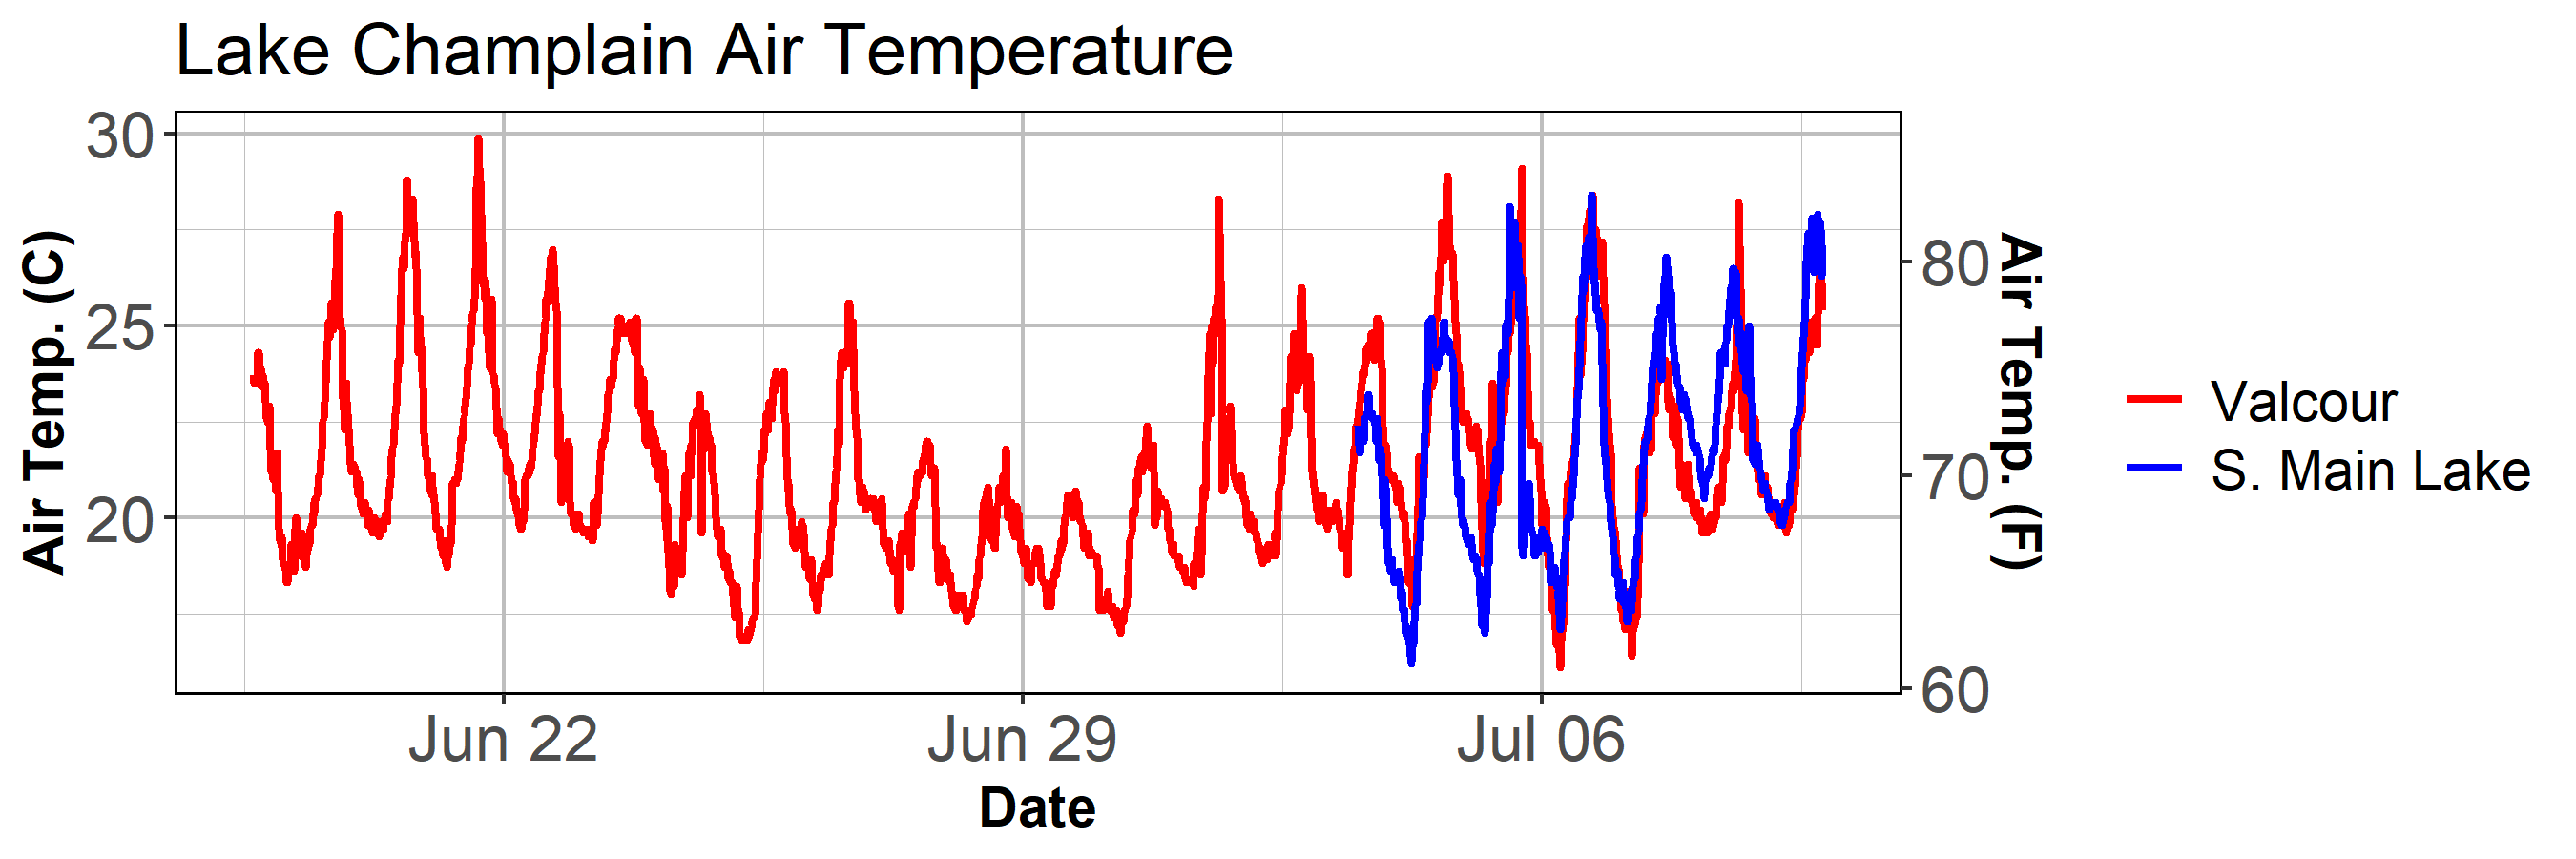 Lake Champlain Air Temperature
Air Temp. (C)
30
25
20
80
70
60
Air Temp. (F)
Jun 22
Jun 29
Jul 06
Date
Valcour
S. Main Lake